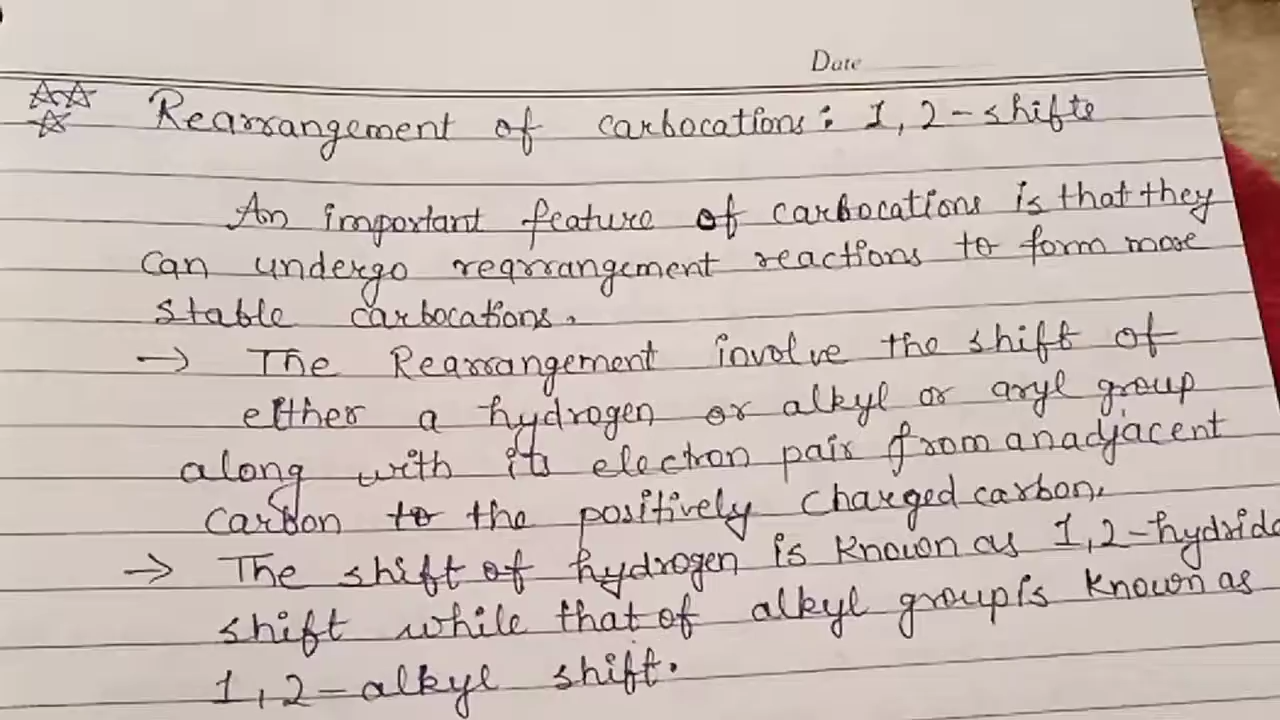 Date
Rearrangement of carbocations: 1,2-shifts
An important feature of carbocations is that they
can undergo rearrangement reactions to form more
stable carbocations.
→ The Rearrangement involve the shift of
either a hydrogen or alkyl or aryl group
along with its electron pair from an adjacent
carbon to the positively charged carbon.
→ The shift of hydrogen is known as 1,2-hydride
shift while that of alkyl group is known as
1,2-alkyl shift.